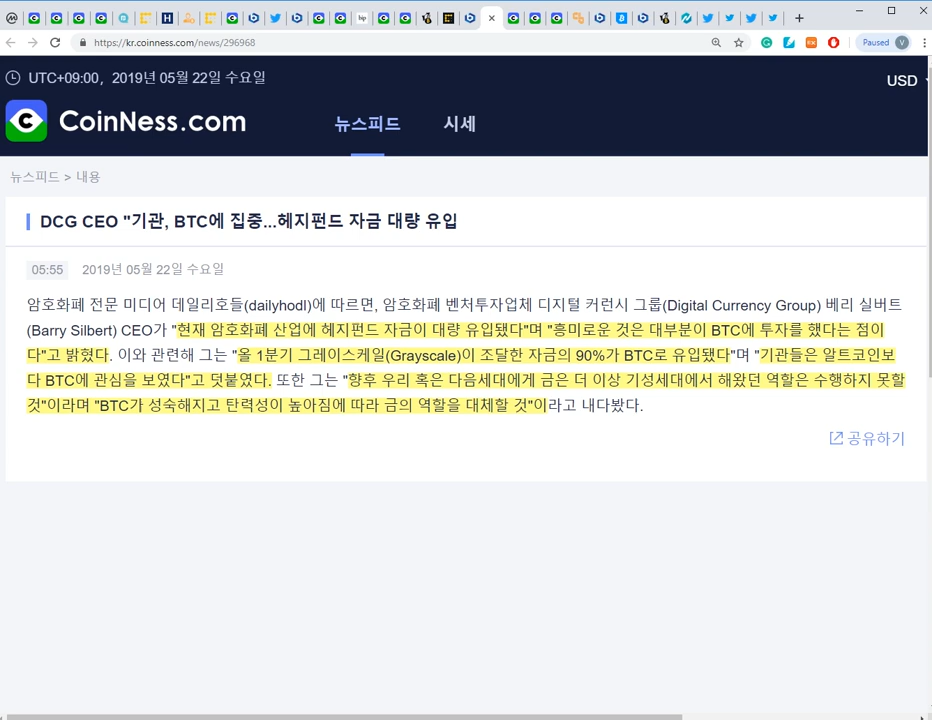 https://kr.coinness.com/news/296968
Paused V
UTC+09:00, 2019년 05월 22일 수요일
USD
CoinNess.com
뉴스피드 시세
뉴스피드 > 내용
DCG CEO "기관, BTC에 집중...헤지펀드 자금 대량 유입
05:55 2019년 05월 22일 수요일
암호화폐 전문 미디어 데일리호들(dailyhodl)에 따르면, 암호화폐 벤처투자업체 디지털 커런시 그룹(Digital Currency Group) 베리 실버트
(Barry Silbert) CEO가 "현재 암호화폐 산업에 헤지펀드 자금이 대량 유입됐다"며 "흥미로운 것은 대부분이 BTC에 투자를 했다는 점이
다"고 밝혔다. 이와 관련해 그는 "올 1분기 그레이스케일(Grayscale)이 조달한 자금의 90%가 BTC로 유입됐다"며 "기관들은 알트코인보
다 BTC에 관심을 보였다"고 덧붙였다. 또한 그는 "향후 우리 혹은 다음세대에게 금은 더 이상 기성세대에서 해왔던 역할은 수행하지 못할
것"이라며 "BTC가 성숙해지고 탄력성이 높아짐에 따라 금의 역할을 대체할 것"이라고 내다봤다.
공유하기